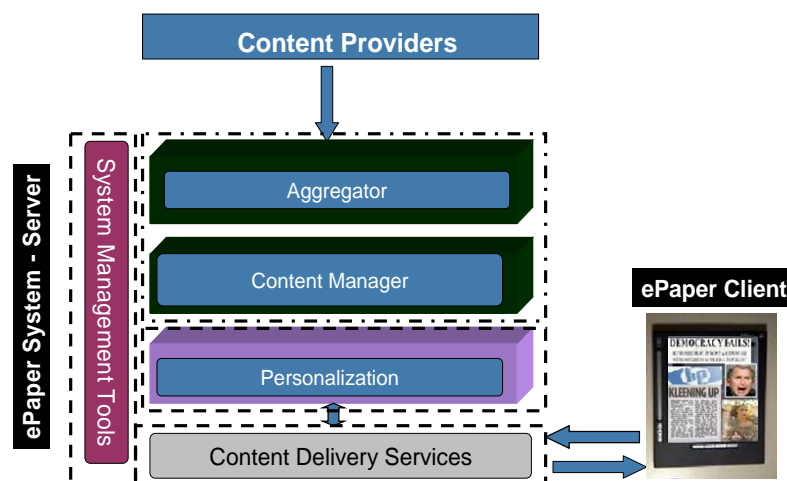 Content Providers
ePaper System - Server
System Management Tools
Aggregator
Content Manager
Personalization
Content Delivery Services
ePaper Client
DEMOCRACY FAILS!
hp
KLEENING UP